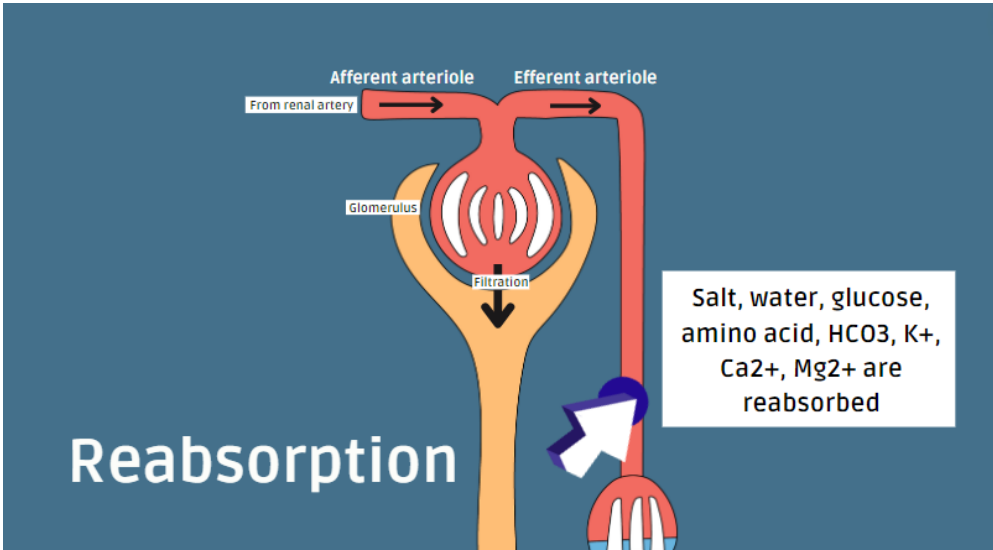 Afferent arteriole
Efferent arteriole
From renal artery
Glomerulus
Filtration
Salt, water, glucose,
amino acid, HCO3, K+,
Ca2+, Mg2+ are
reabsorbed
Reabsorption